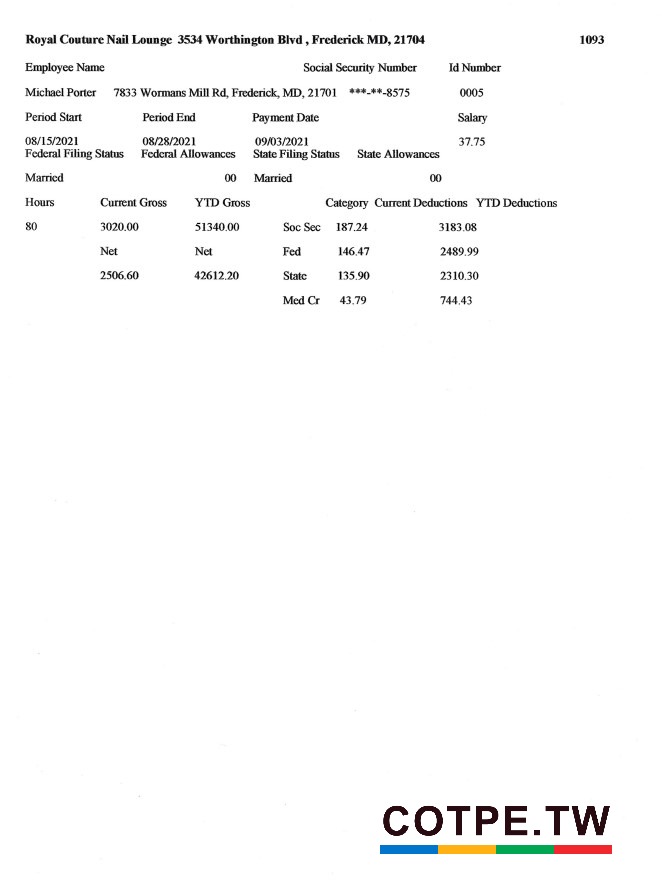 Royal Couture Nail Lounge 3534 Worthington Blvd , Frederick MD, 21704 1093
Employee Name Social Security Number Id Number
Michael Porter 7833 Wormans Mill Rd, Frederick, MD, 21701 ***-**-8575 0005
Period Start Period End Payment Date Salary
08/15/2021 08/28/2021 09/03/2021 37.75
Federal Filing Status Federal Allowances State Filing Status State Allowances
Married 00 Married 00
Hours Current Gross YTD Gross Category Current Deductions YTD Deductions
80 3020.00 51340.00 Soc Sec 187.24 3183.08
Net Net Fed 146.47 2489.99
2506.60 42612.20 State 135.90 2310.30
Med Cr 43.79 744.43
COTPE.TW